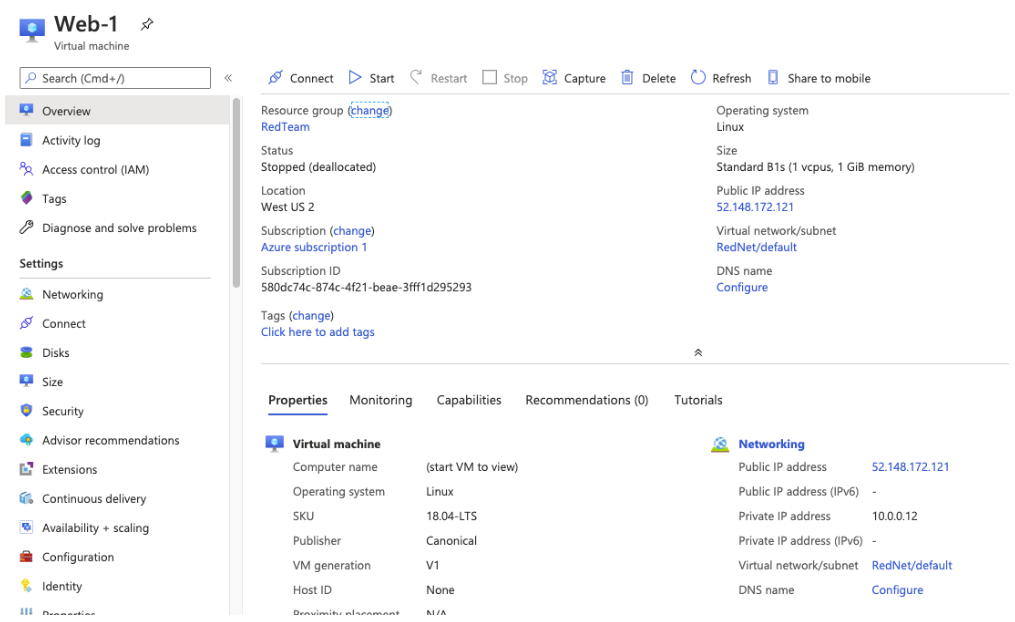 Web-1
Virtual machine
Search (Cmd+/)
«
Connect Start Restart Stop Capture Delete Refresh Share to mobile
Overview
Activity log
Access control (IAM)
Tags
Diagnose and solve problems
Settings
Networking
Connect
Disks
Size
Security
Advisor recommendations
Extensions
Continuous delivery
Availability + scaling
Configuration
Identity
Properties
Resource group (change)
RedTeam
Status
Stopped (deallocated)
Location
West US 2
Subscription (change)
Azure subscription 1
Subscription ID
580dc74c-874c-4f21-beae-3fff1d295293
Tags (change)
Click here to add tags
Operating system
Linux
Size
Standard B1s (1 vcpus, 1 GiB memory)
Public IP address
52.148.172.121
Virtual network/subnet
RedNet/default
DNS name
Configure
Properties Monitoring Capabilities Recommendations (0) Tutorials
Virtual machine
Computer name (start VM to view)
Operating system Linux
SKU 18.04-LTS
Publisher Canonical
VM generation V1
Host ID None
Proximity placement N/A
Networking
Public IP address 52.148.172.121
Public IP address (IPv6) -
Private IP address 10.0.0.12
Private IP address (IPv6) -
Virtual network/subnet RedNet/default
DNS name Configure